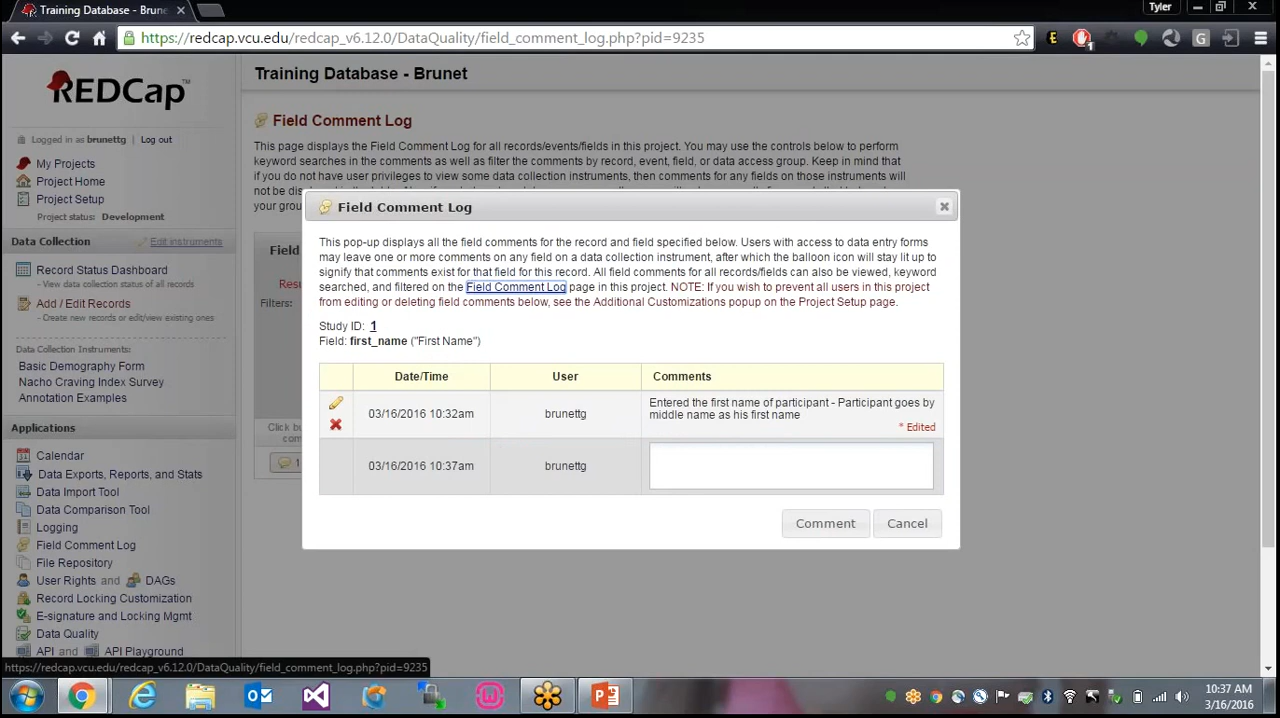 Training Database - Brune
Tyler
https://redcap.vcu.edu/redcap_v6.12.0/DataQuality/field_comment_log.php?pid=9235
REDCap™
Logged in as brunettg | Log out
My Projects
Project Home
Project Setup
Project status: Development
Data Collection
Edit instruments
Record Status Dashboard
- View data collection status of all records
Add / Edit Records
- Create new records or edit/view existing ones
Data Collection Instruments:
Basic Demography Form
Nacho Craving Index Survey
Annotation Examples
Applications
Calendar
Data Exports, Reports, and Stats
Data Import Tool
Data Comparison Tool
Logging
Field Comment Log
File Repository
User Rights and DAGs
Record Locking Customization
E-signature and Locking Mgmt
Data Quality
API and API Playground
https://redcap.vcu.edu/redcap_v6.12.0/DataQuality/field_comment_log.php?pid=9235
Training Database - Brunet
Field Comment Log
This page displays the Field Comment Log for all records/events/fields in this project. You may use the controls below to perform
keyword searches in the comments as well as filter the comments by record, event, field, or data access group. Keep in mind that
if you do not have user privileges to view some data collection instruments, then comments for any fields on those instruments will
not be
your grou
Field
Resu
Filters:
Click bu
com
1
Field Comment Log
This pop-up displays all the field comments for the record and field specified below. Users with access to data entry forms
may leave one or more comments on any field on a data collection instrument, after which the balloon icon will stay lit up to
signify that comments exist for that field for this record. All field comments for all records/fields can also be viewed, keyword
searched, and filtered on the Field Comment Log page in this project. NOTE: If you wish to prevent all users in this project
from editing or deleting field comments below, see the Additional Customizations popup on the Project Setup page.
Study ID: 1
Field: first_name ("First Name")
Date/Time User Comments
03/16/2016 10:32am brunettg Entered the first name of participant - Participant goes by
middle name as his first name
* Edited
03/16/2016 10:37am brunettg
Comment Cancel
10:37 AM
3/16/2016